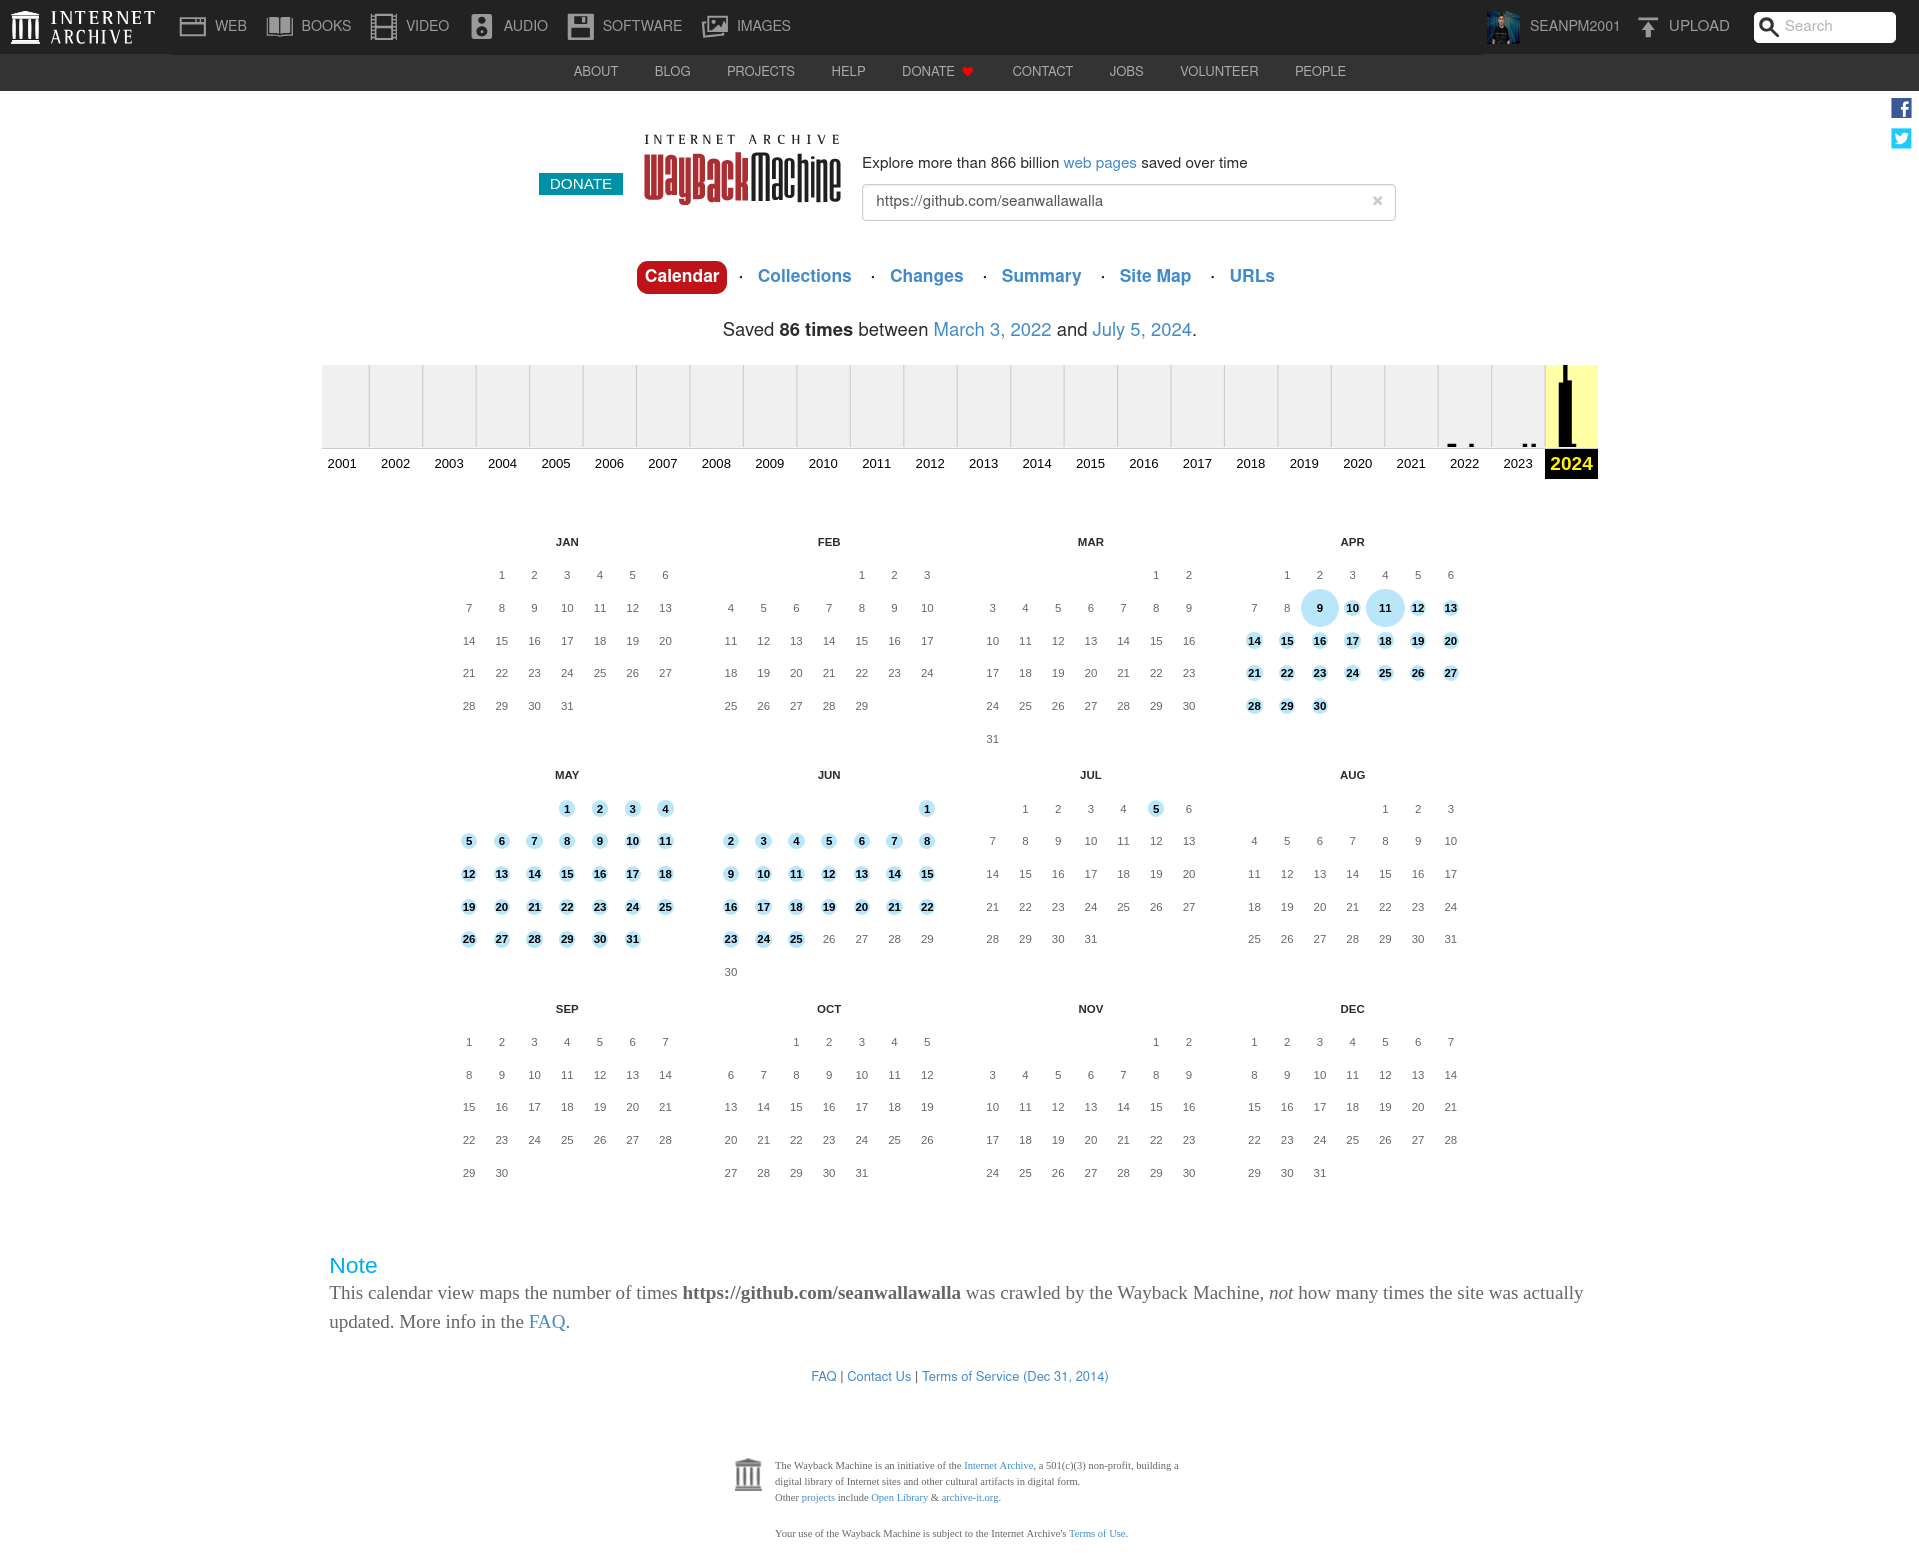 INTERNET ARCHIVE WEB BOOKS VIDEO AUDIO SOFTWARE IMAGES SEANPM2001 UPLOAD Search
ABOUT BLOG PROJECTS HELP DONATE CONTACT JOBS VOLUNTEER PEOPLE
INTERNET ARCHIVE
WayBackMachine
DONATE
Explore more than 866 billion web pages saved over time
https://github.com/seanwallawalla ×
Calendar · Collections · Changes · Summary · Site Map · URLs
Saved 86 times between March 3, 2022 and July 5, 2024.
2001 2002 2003 2004 2005 2006 2007 2008 2009 2010 2011 2012 2013 2014 2015 2016 2017 2018 2019 2020 2021 2022 2023 2024
JAN
1 2 3 4 5 6
7 8 9 10 11 12 13
14 15 16 17 18 19 20
21 22 23 24 25 26 27
28 29 30 31
FEB
1 2 3
4 5 6 7 8 9 10
11 12 13 14 15 16 17
18 19 20 21 22 23 24
25 26 27 28 29
MAR
1 2
3 4 5 6 7 8 9
10 11 12 13 14 15 16
17 18 19 20 21 22 23
24 25 26 27 28 29 30
31
APR
1 2 3 4 5 6
7 8 9 10 11 12 13
14 15 16 17 18 19 20
21 22 23 24 25 26 27
28 29 30
MAY
1 2 3 4
5 6 7 8 9 10 11
12 13 14 15 16 17 18
19 20 21 22 23 24 25
26 27 28 29 30 31
JUN
1
2 3 4 5 6 7 8
9 10 11 12 13 14 15
16 17 18 19 20 21 22
23 24 25 26 27 28 29
30
JUL
1 2 3 4 5 6
7 8 9 10 11 12 13
14 15 16 17 18 19 20
21 22 23 24 25 26 27
28 29 30 31
AUG
1 2 3
4 5 6 7 8 9 10
11 12 13 14 15 16 17
18 19 20 21 22 23 24
25 26 27 28 29 30 31
SEP
1 2 3 4 5 6 7
8 9 10 11 12 13 14
15 16 17 18 19 20 21
22 23 24 25 26 27 28
29 30
OCT
1 2 3 4 5
6 7 8 9 10 11 12
13 14 15 16 17 18 19
20 21 22 23 24 25 26
27 28 29 30 31
NOV
1 2
3 4 5 6 7 8 9
10 11 12 13 14 15 16
17 18 19 20 21 22 23
24 25 26 27 28 29 30
DEC
1 2 3 4 5 6 7
8 9 10 11 12 13 14
15 16 17 18 19 20 21
22 23 24 25 26 27 28
29 30 31
Note
This calendar view maps the number of times https://github.com/seanwallawalla was crawled by the Wayback Machine, not how many times the site was actually
updated. More info in the FAQ.
FAQ | Contact Us | Terms of Service (Dec 31, 2014)
The Wayback Machine is an initiative of the Internet Archive, a 501(c)(3) non-profit, building a
digital library of Internet sites and other cultural artifacts in digital form.
Other projects include Open Library & archive-it.org.
Your use of the Wayback Machine is subject to the Internet Archive's Terms of Use.